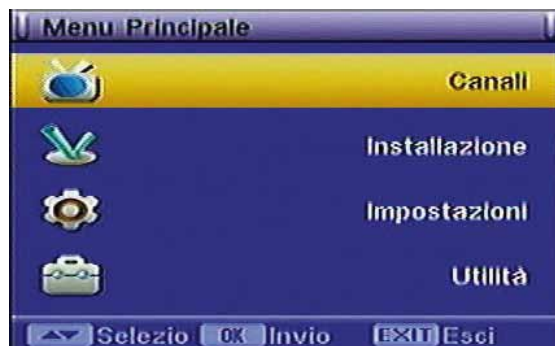 Menu Principale
Canali
Installazione
Impostazioni
Utilità
Selezio OK Invio EXIT Esci